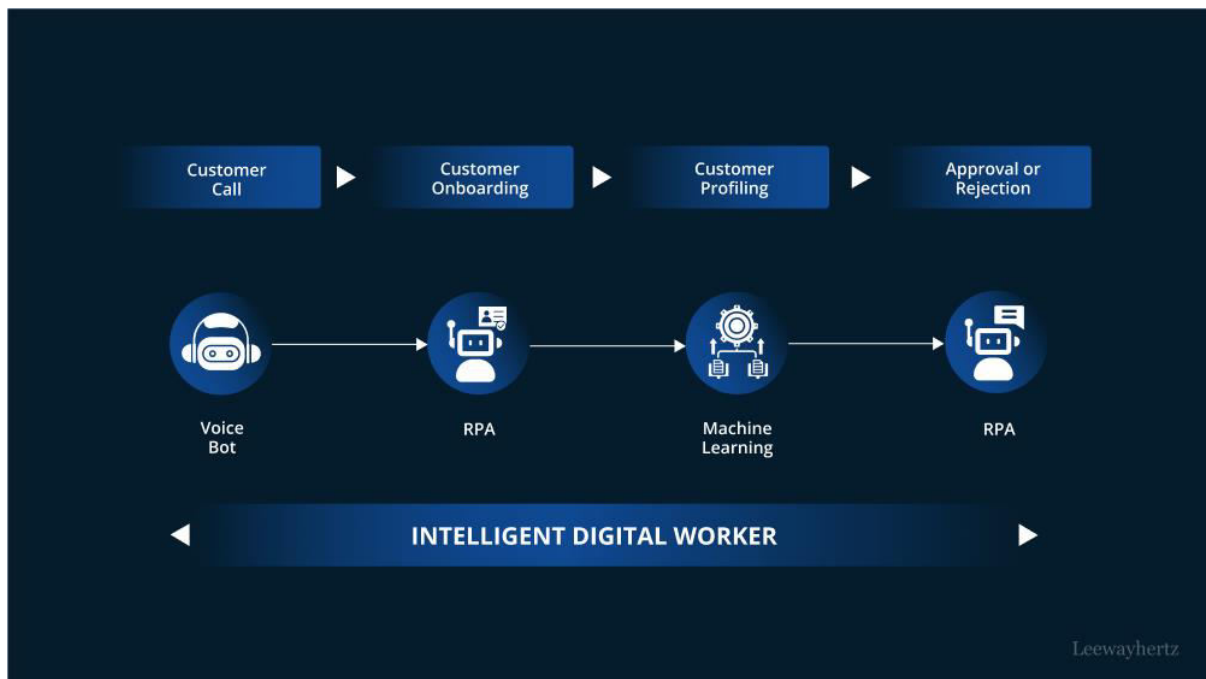 Customer
Call
Customer
Onboarding
Customer
Profiling
Approval or
Rejection
Voice
Bot
RPA
Machine
Learning
RPA
INTELLIGENT DIGITAL WORKER
Leewayhertz